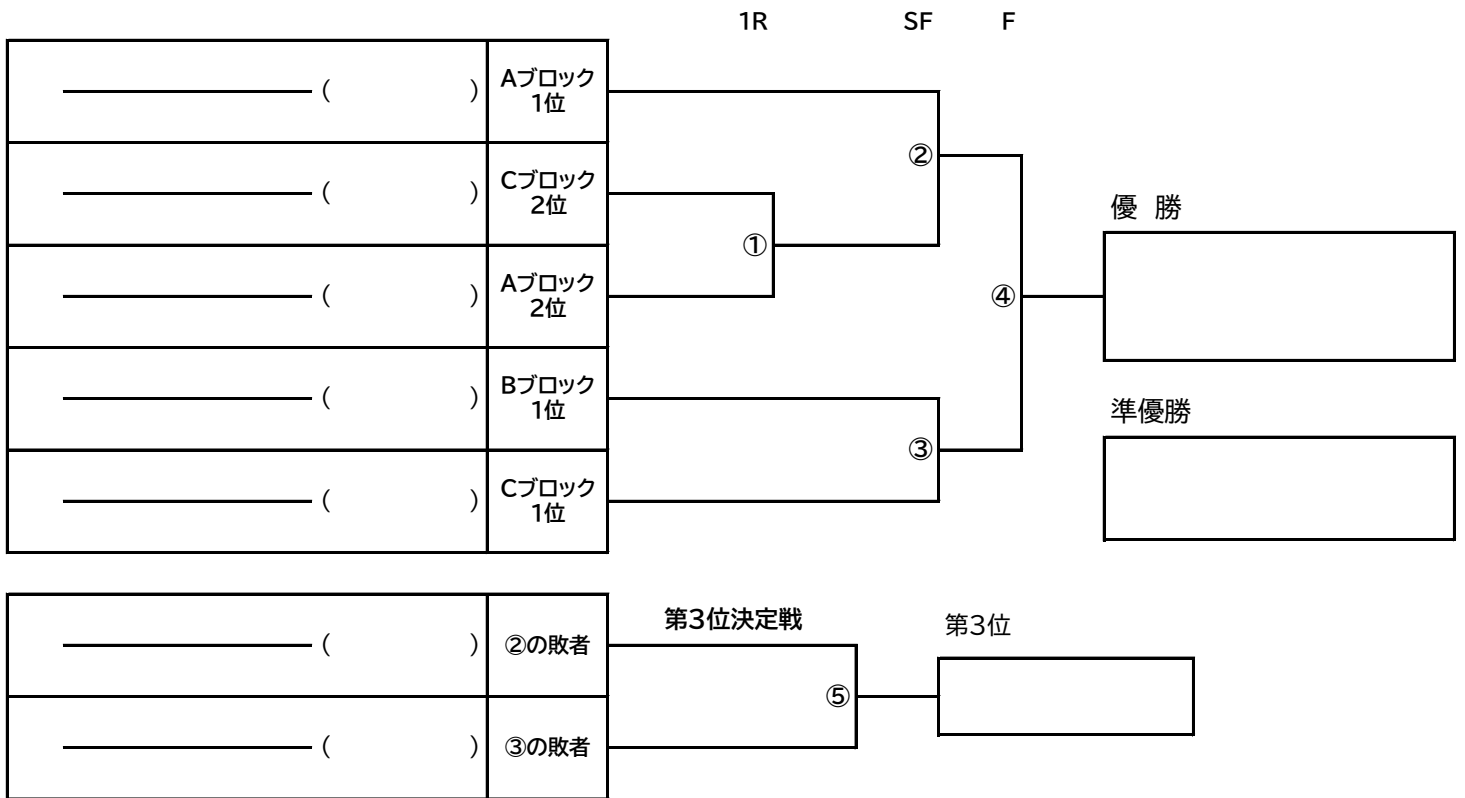 1R SF F
( ) Aブロック
1位
②
( ) Cブロック
2位
優 勝
①
( ) Aブロック
2位
④
( ) Bブロック
1位
準優勝
③
( ) Cブロック
1位
第3位決定戦 第3位
( ) ②の敗者
⑤
( ) ③の敗者